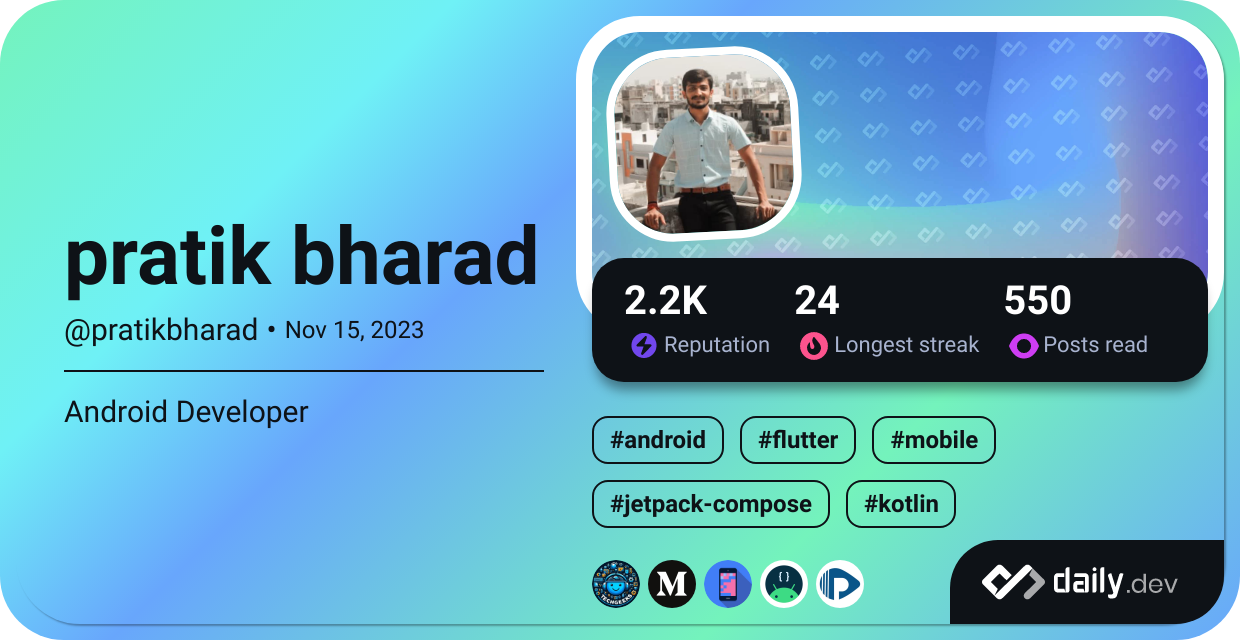 pratik bharad
@pratikbharad • Nov 15, 2023
Android Developer
2.2K 24 550
Reputation Longest streak Posts read
#android #flutter #mobile
#jetpack-compose #kotlin
TECHGEEKS
M
{ }
daily.dev